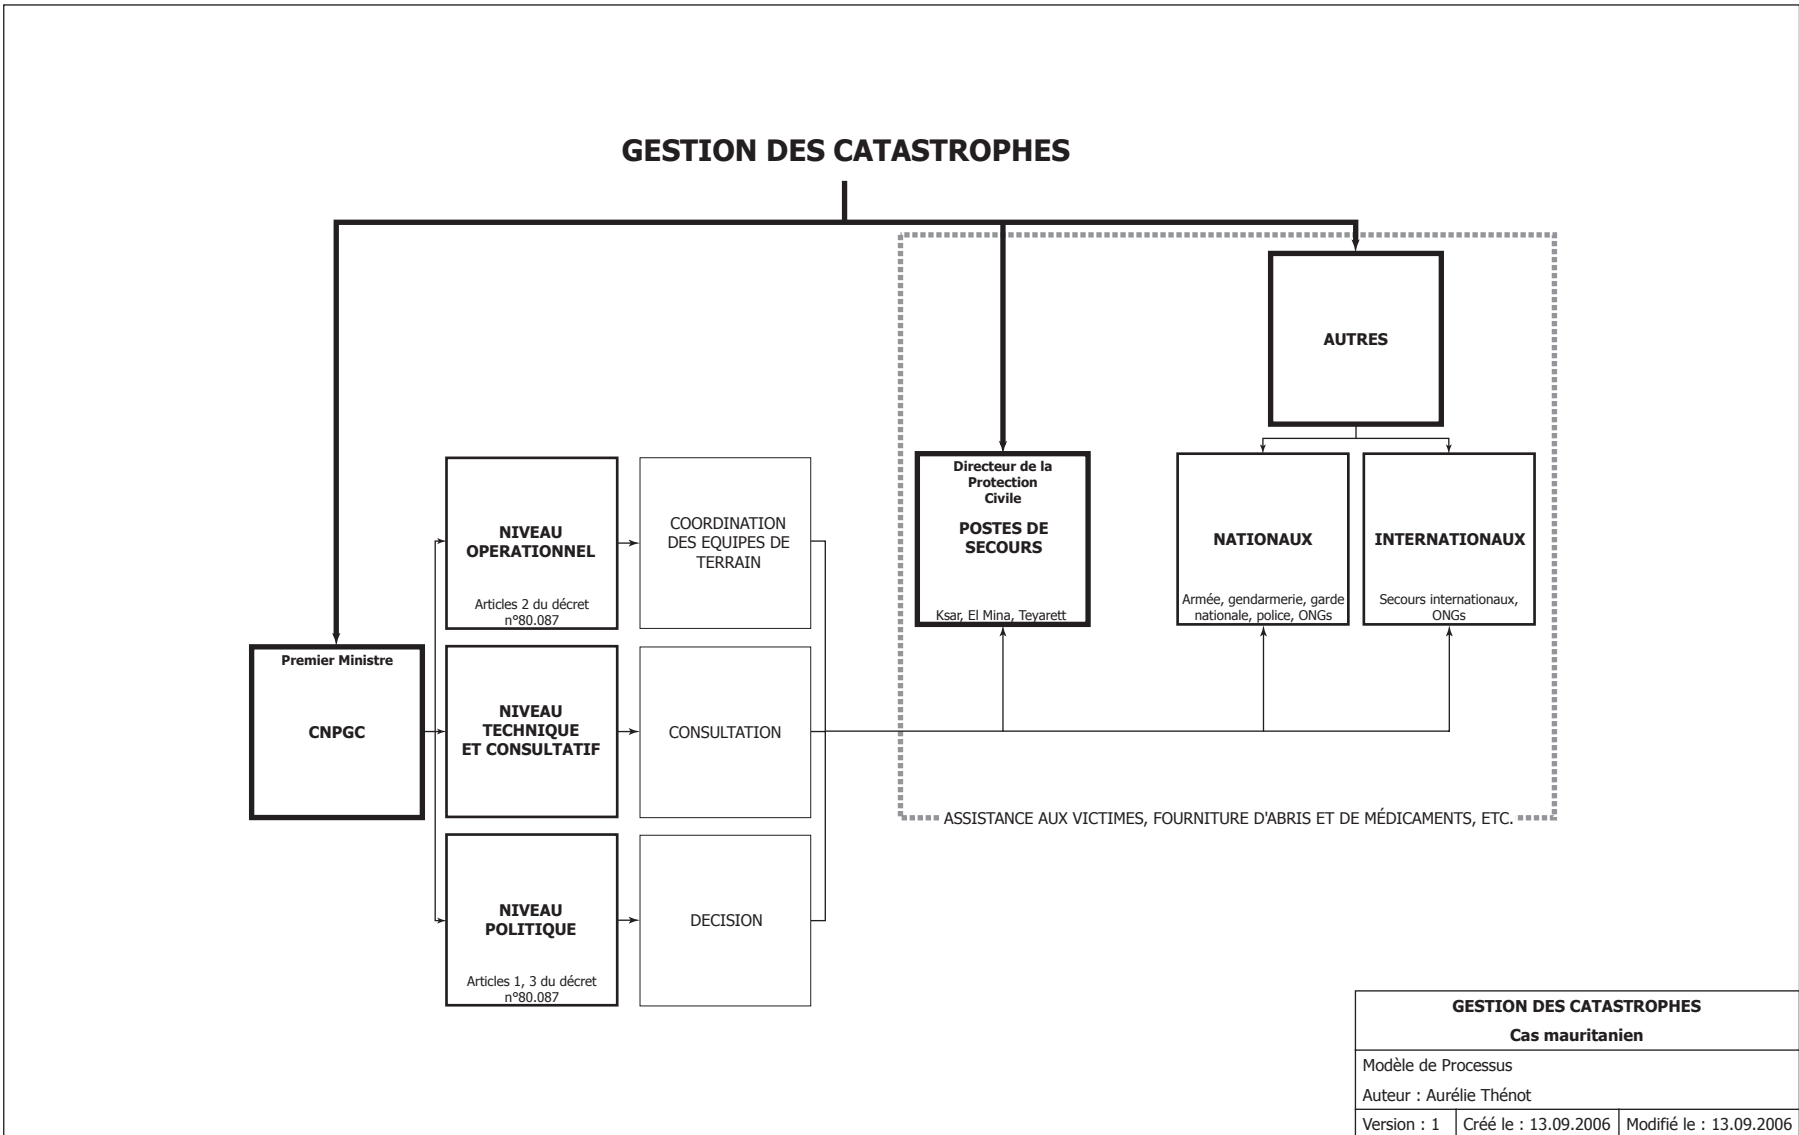 GESTION DES CATASTROPHES
AUTRES
Directeur de la
Protection
Civile
POSTES DE
SECOURS
Ksar, El Mina, Teyarett
NATIONAUX
Armée, gendarmerie, garde
nationale, police, ONGs
INTERNATIONAUX
Secours internationaux,
ONGs
NIVEAU
OPERATIONNEL
Articles 2 du décret
n°80.087
COORDINATION
DES EQUIPES DE
TERRAIN
Premier Ministre
CNPGC
NIVEAU
TECHNIQUE
ET CONSULTATIF
CONSULTATION
ASSISTANCE AUX VICTIMES, FOURNITURE D'ABRIS ET DE MÉDICAMENTS, ETC.
NIVEAU
POLITIQUE
Articles 1, 3 du décret
n°80.087
DECISION
GESTION DES CATASTROPHES
Cas mauritanien
Modèle de Processus
Auteur : Aurélie Thénot
Version : 1 Créé le : 13.09.2006 Modifié le : 13.09.2006